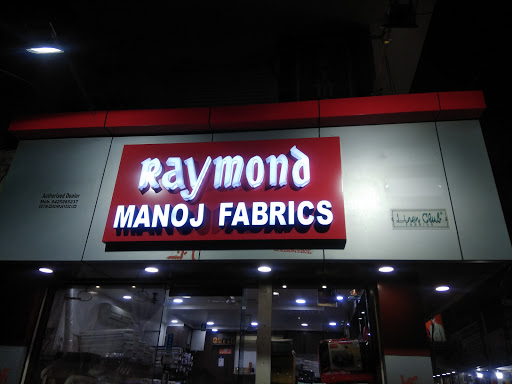 Raymond
MANOJ FABRICS
Authorised Dealer
Linen Club